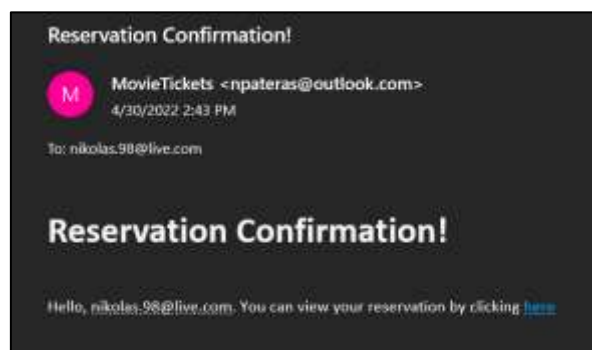 Reservation Confirmation!
M
MovieTickets <npateras@outlook.com>
4/30/2022 2:43 PM
To: nikolas.98@live.com
Reservation Confirmation!
Hello, nikolas.98@live.com. You can view your reservation by clicking here